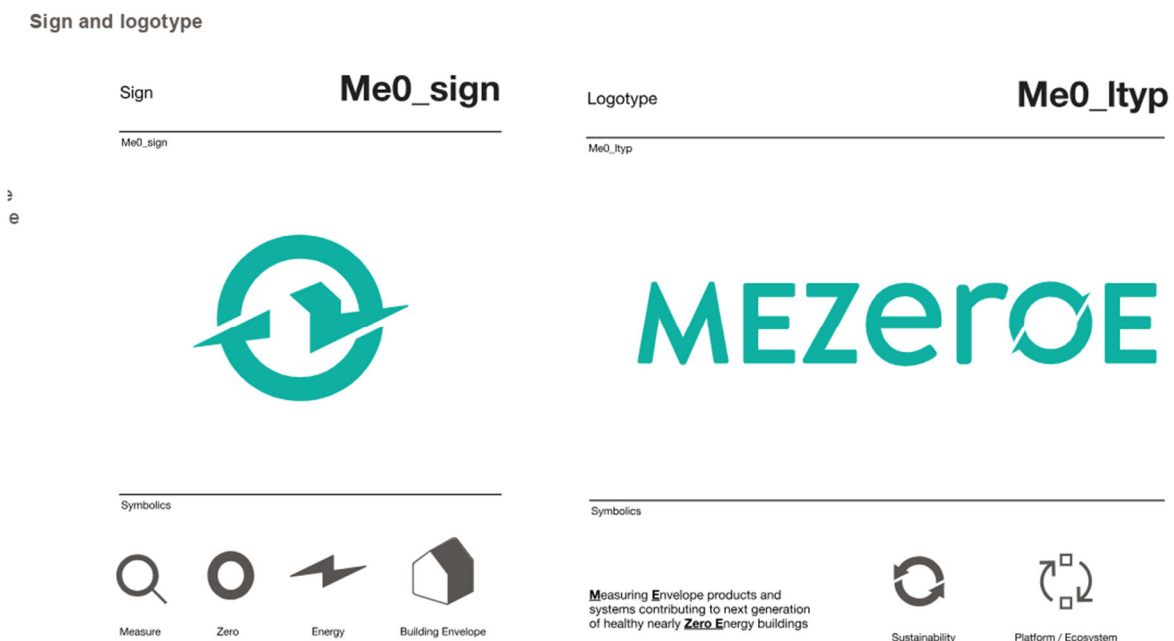 Sign and logotype
Sign
Me0_sign
Me0_sign
e
Symbolics
Measure
Zero
Energy
Building Envelope
Logotype
Me0_ltyp
Me0_ltyp
MEZeroE
Symbolics
Measuring Envelope products and
systems contributing to next generation
of healthy nearly Zero Energy buildings
Sustainability
Platform / Ecosystem